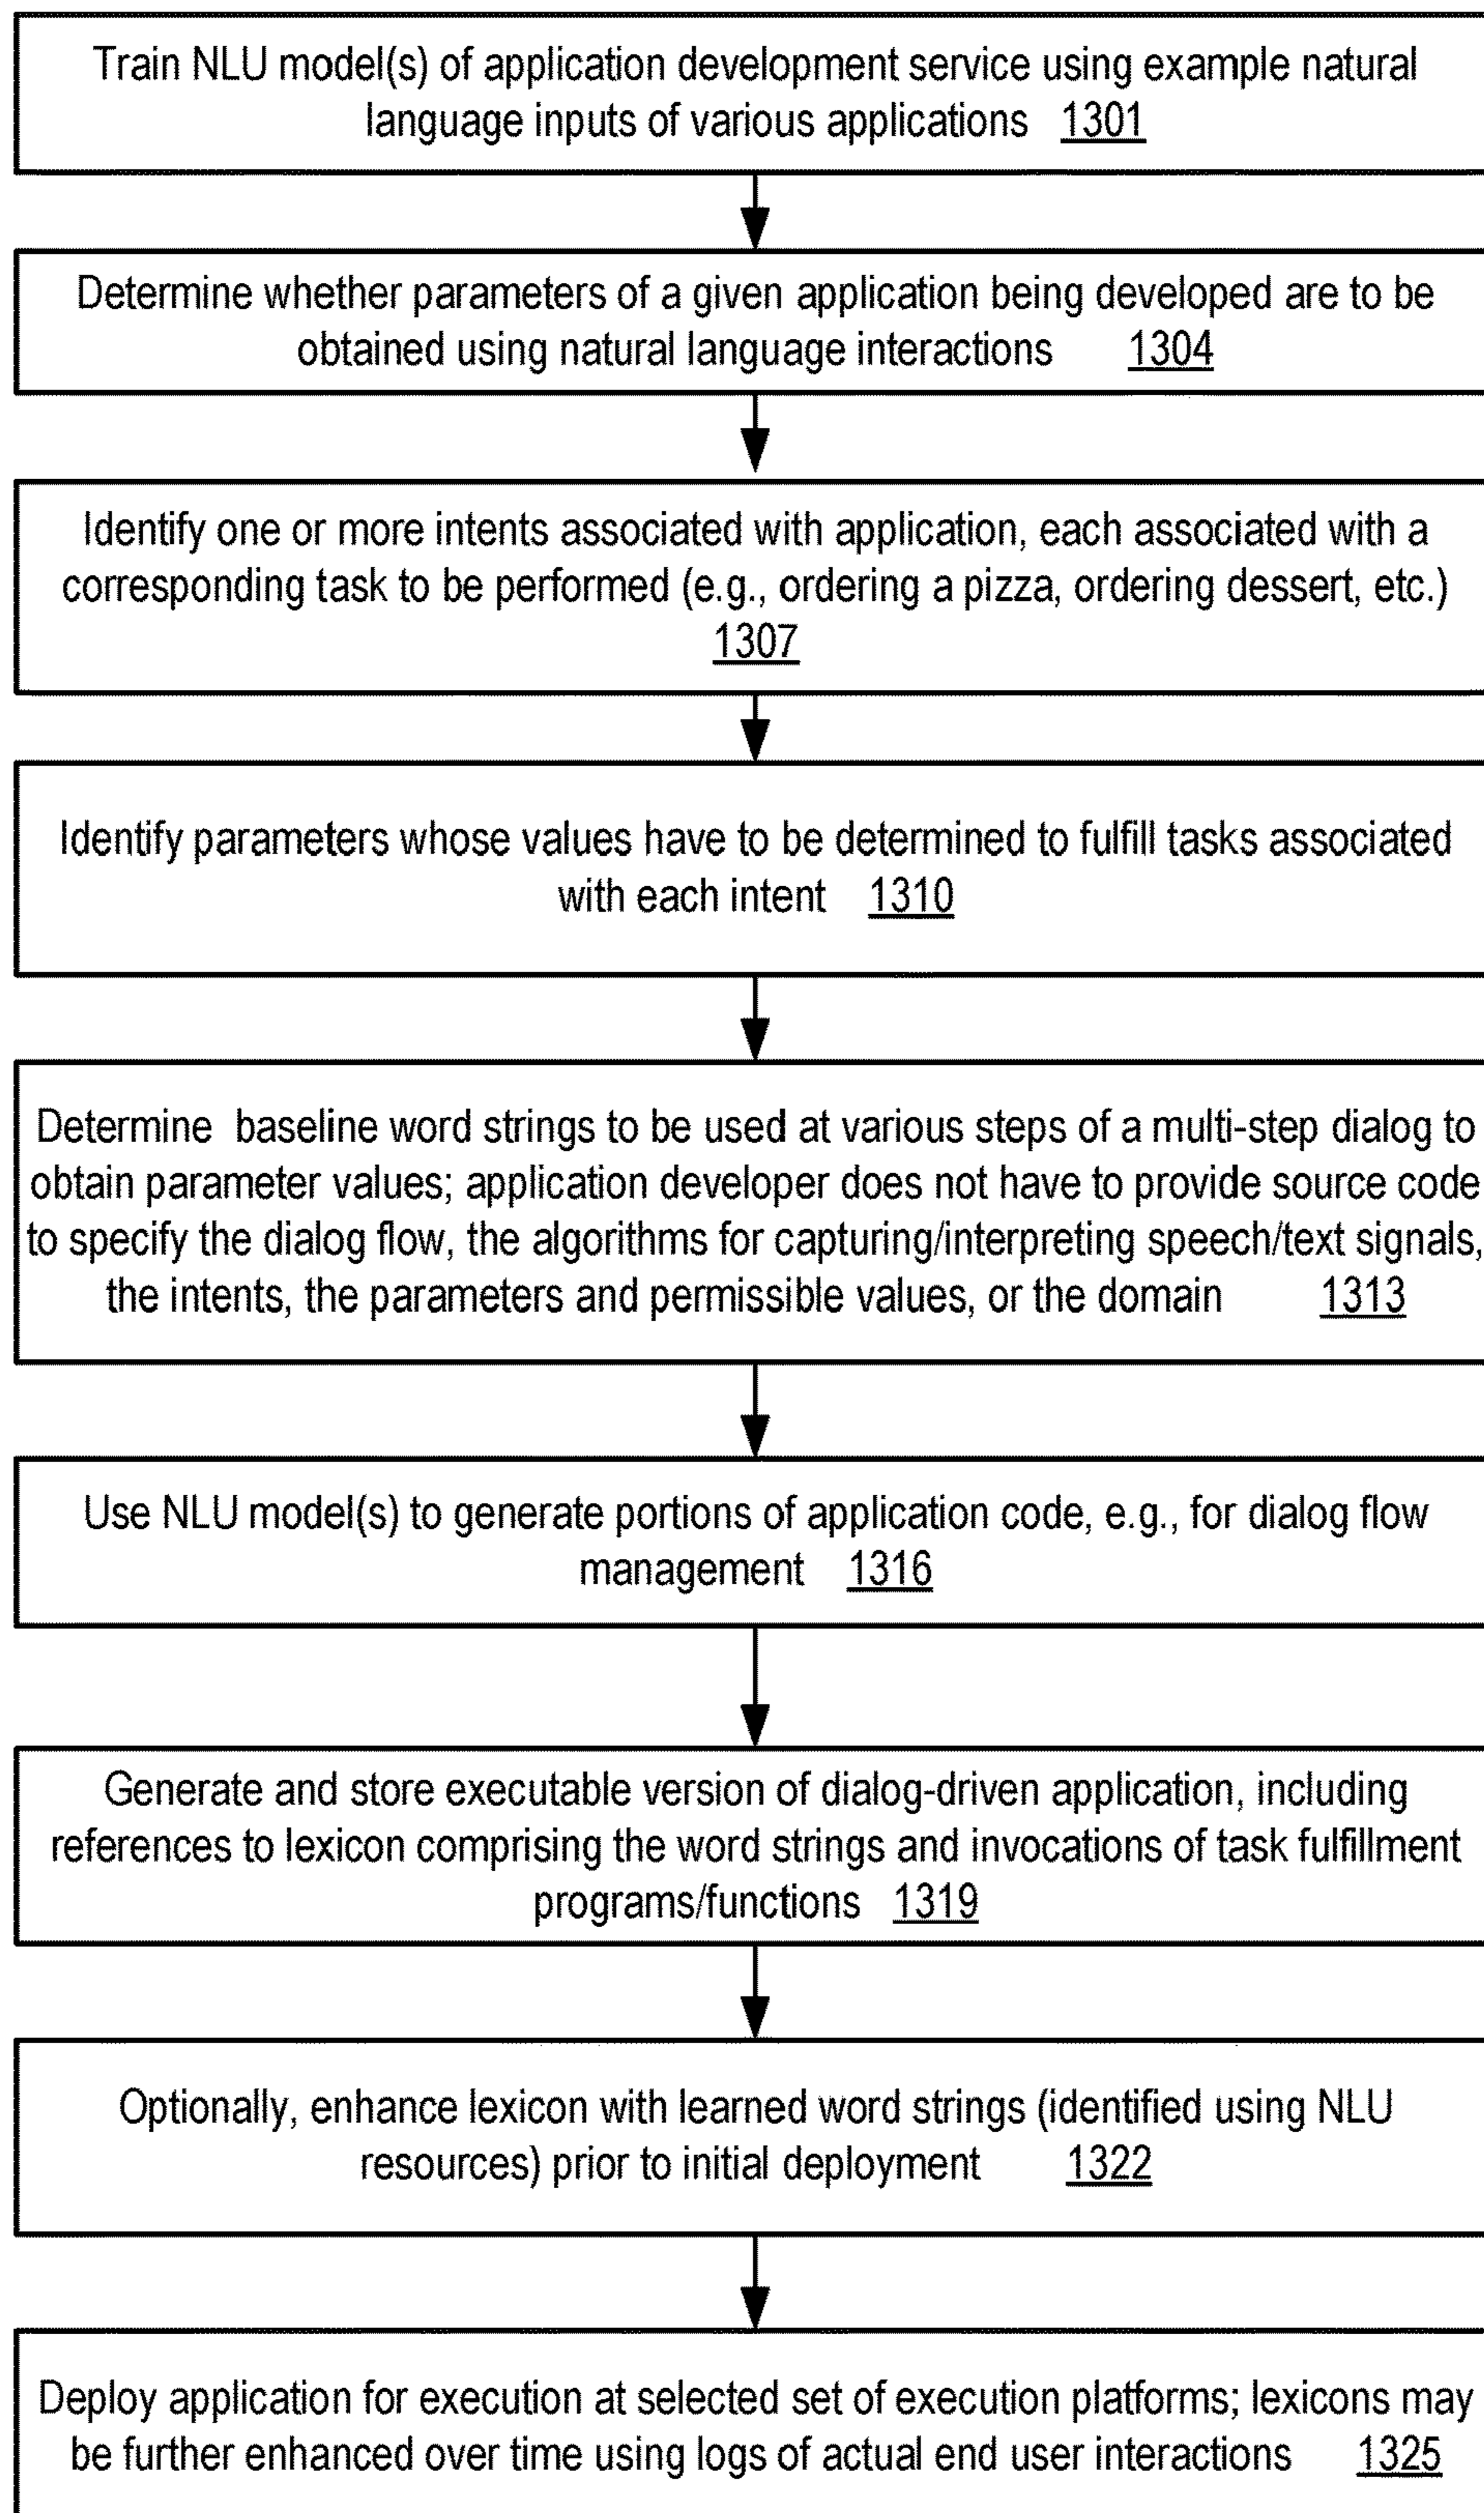 Train NLU model(s) of application development service using example natural
language inputs of various applications 1301
Determine whether parameters of a given application being developed are to be
obtained using natural language interactions 1304
Identify one or more intents associated with application, each associated with a
corresponding task to be performed (e.g., ordering a pizza, ordering dessert, etc.)
1307
Identify parameters whose values have to be determined to fulfill tasks associated
with each intent 1310
Determine baseline word strings to be used at various steps of a multi-step dialog to
obtain parameter values; application developer does not have to provide source code
to specify the dialog flow, the algorithms for capturing/interpreting speech/text signals,
the intents, the parameters and permissible values, or the domain 1313
Use NLU model(s) to generate portions of application code, e.g., for dialog flow
management 1316
Generate and store executable version of dialog-driven application, including
references to lexicon comprising the word strings and invocations of task fulfillment
programs/functions 1319
Optionally, enhance lexicon with learned word strings (identified using NLU
resources) prior to initial deployment 1322
Deploy application for execution at selected set of execution platforms; lexicons may
be further enhanced over time using logs of actual end user interactions 1325